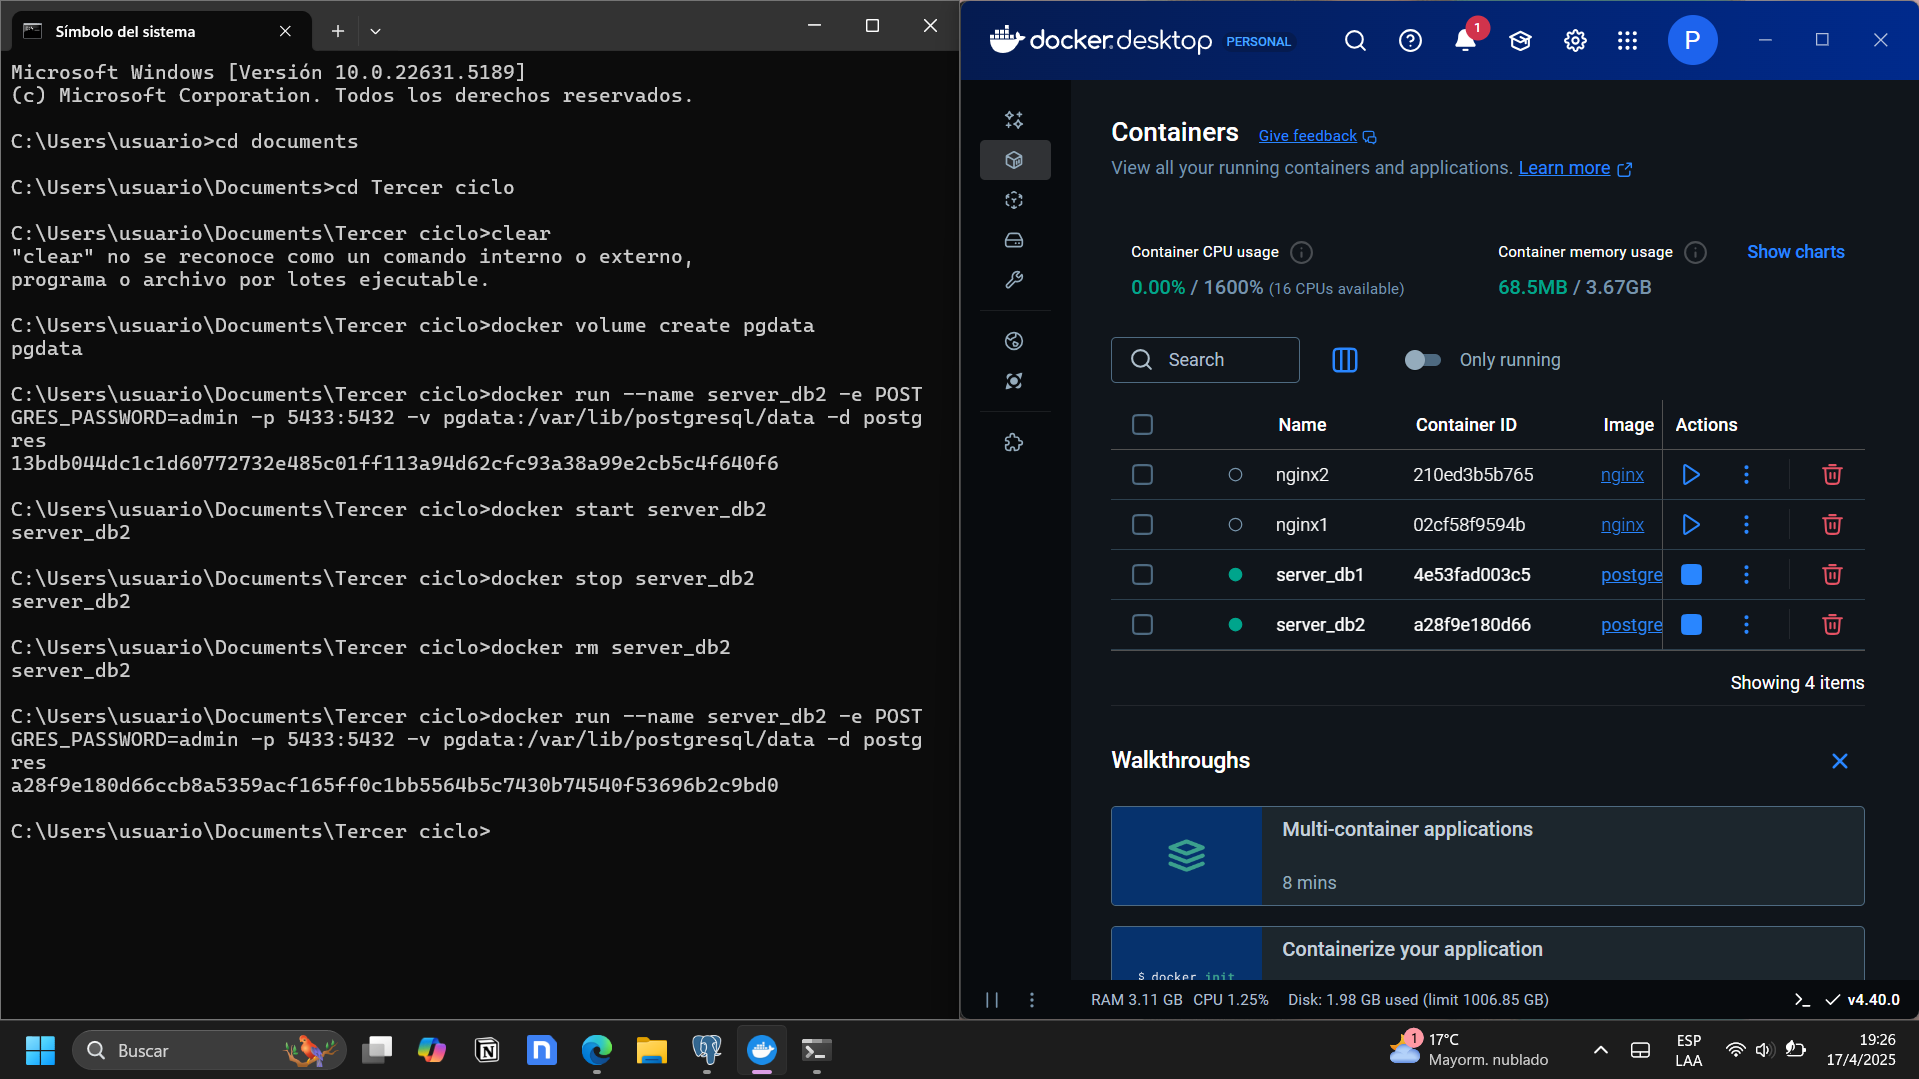 Símbolo del sistema
Microsoft Windows [Versión 10.0.22631.5189]
(c) Microsoft Corporation. Todos los derechos reservados.
C:\Users\usuario>cd documents
C:\Users\usuario\Documents>cd Tercer ciclo
C:\Users\usuario\Documents\Tercer ciclo>clear
"clear" no se reconoce como un comando interno o externo,
programa o archivo por lotes ejecutable.
C:\Users\usuario\Documents\Tercer ciclo>docker volume create pgdata
pgdata
C:\Users\usuario\Documents\Tercer ciclo>docker run --name server_db2 -e POST
GRES_PASSWORD=admin -p 5433:5432 -v pgdata:/var/lib/postgresql/data -d postg
res
13bdb044dc1c1d60772732e485c01ff113a94d62cfc93a38a99e2cb5c4f640f6
C:\Users\usuario\Documents\Tercer ciclo>docker start server_db2
server_db2
C:\Users\usuario\Documents\Tercer ciclo>docker stop server_db2
server_db2
C:\Users\usuario\Documents\Tercer ciclo>docker rm server_db2
server_db2
C:\Users\usuario\Documents\Tercer ciclo>docker run --name server_db2 -e POST
GRES_PASSWORD=admin -p 5433:5432 -v pgdata:/var/lib/postgresql/data -d postg
res
a28f9e180d66ccb8a5359acf165ff0c1bb5564b5c7430b74540f53696b2c9bd0
C:\Users\usuario\Documents\Tercer ciclo>
docker.desktop PERSONAL
1
P
Containers Give feedback
View all your running containers and applications. Learn more
Container CPU usage
0.00% / 1600% (16 CPUs available)
Container memory usage
68.5MB / 3.67GB
Show charts
Search
Only running
Name Container ID Image Actions
nginx2 210ed3b5b765 nginx
nginx1 02cf58f9594b nginx
server_db1 4e53fad003c5 postgre
server_db2 a28f9e180d66 postgre
Showing 4 items
Walkthroughs
Multi-container applications
8 mins
Containerize your application
$ docker init
RAM 3.11 GB CPU 1.25% Disk: 1.98 GB used (limit 1006.85 GB)
v4.40.0
Buscar
1
17°C
Mayorm. nublado
ESP
LAA
19:26
17/4/2025